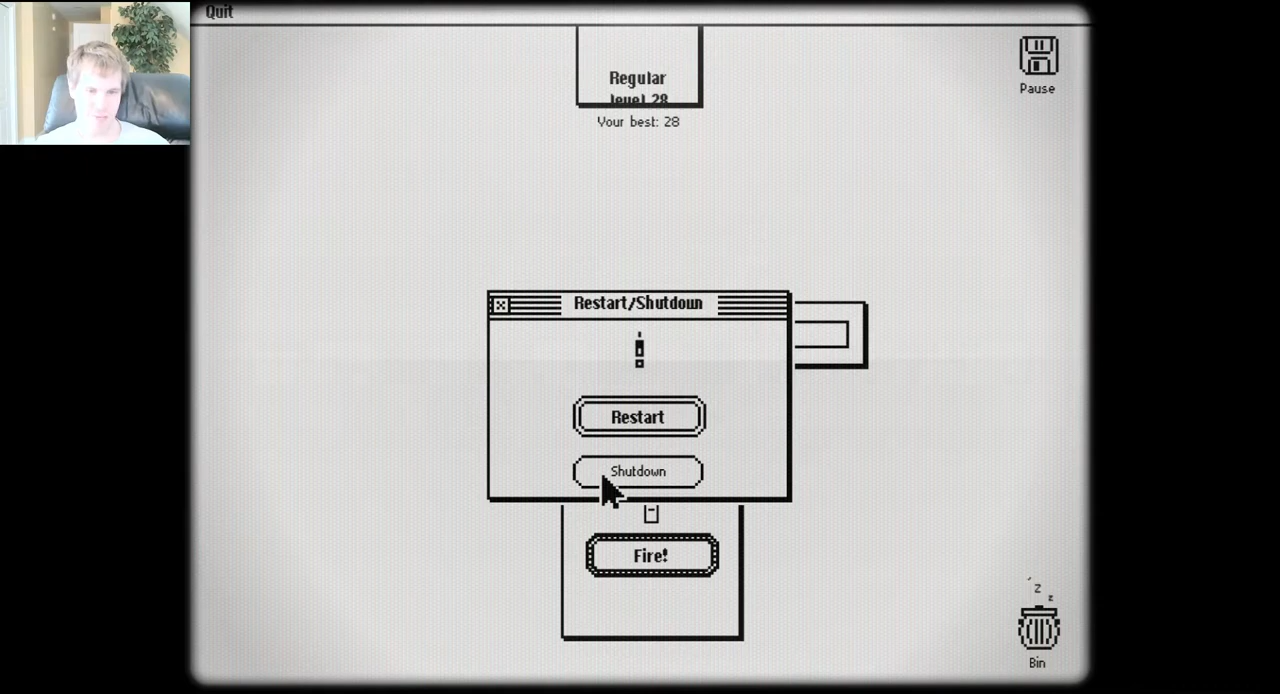 Quit
Regular
level 28
Your best: 28
Pause
Restart/Shutdown
Restart
Shutdown
Fire!
z
z
Bin